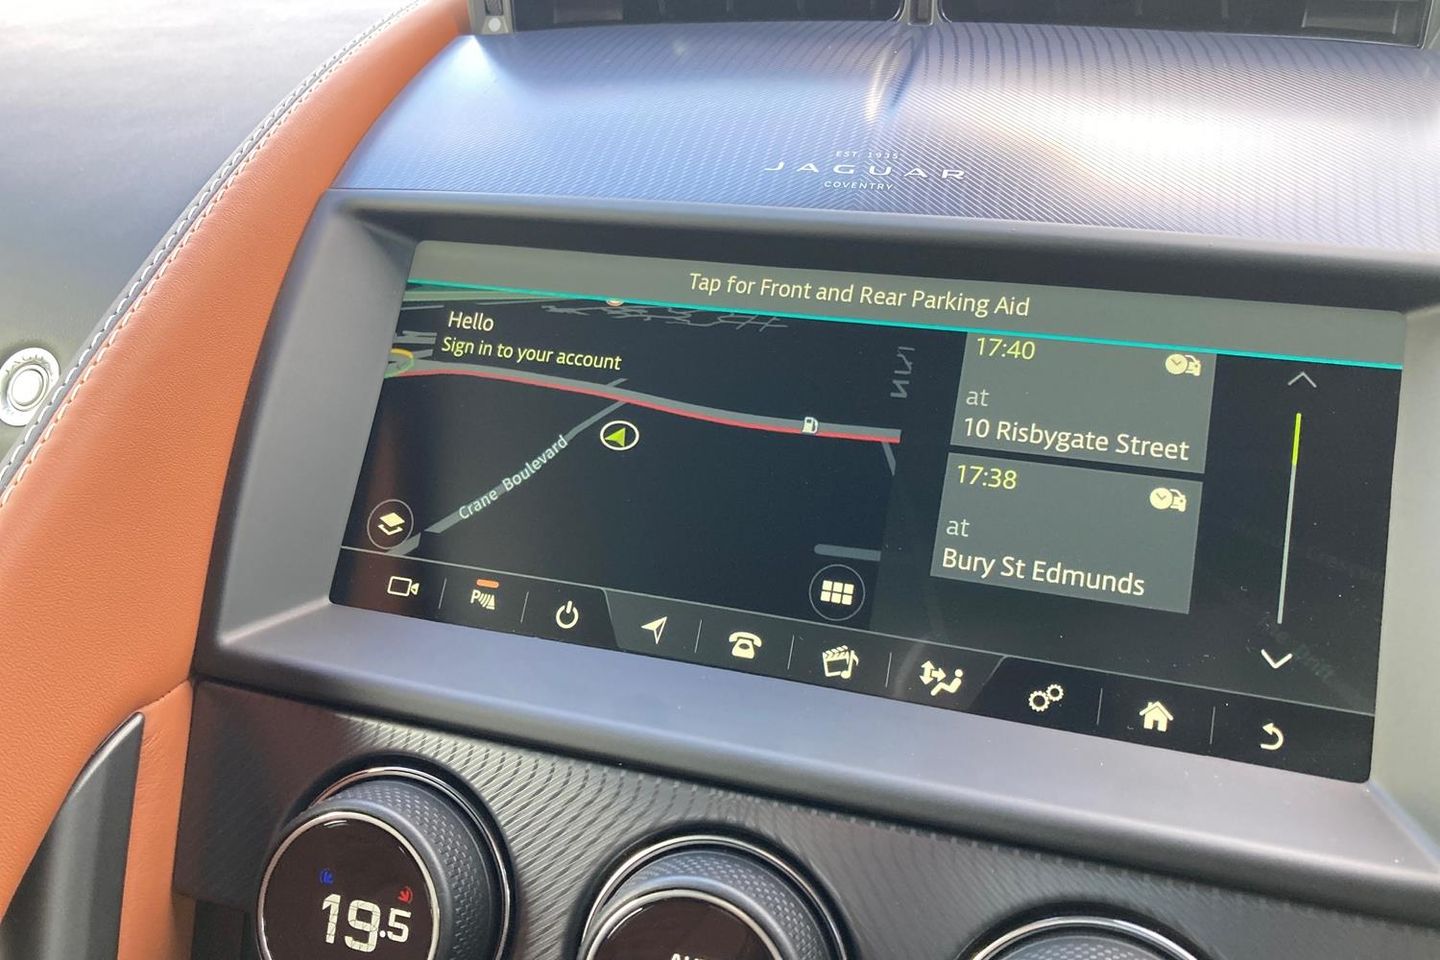 EST. 1935
JAGUAR
COVENTRY
Tap for Front and Rear Parking Aid
Hello
Sign in to your account
17:40
at
10 Risbygate Street
Crane Boulevard
17:38
at
Bury St Edmunds
P
19.5